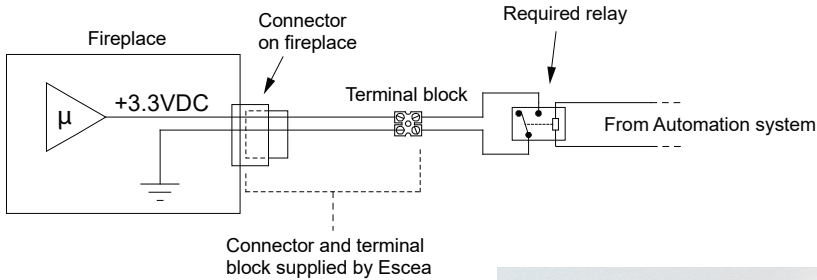 Fireplace
Connector
on fireplace
Required relay
µ
+3.3VDC
Terminal block
From Automation system
Connector and terminal
block supplied by Escea